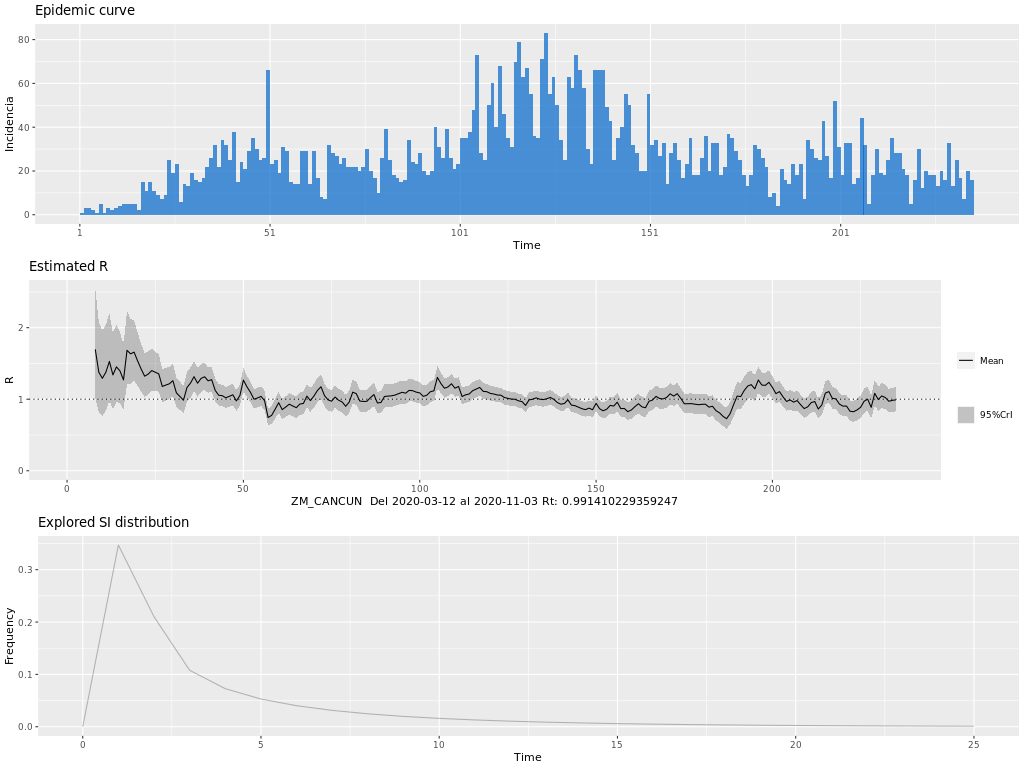 Epidemic curve
80
60
40
20
0
Incidencia
1 51 101 151 201
Time
Estimated R
2
1
0
R
Mean
95%CrI
0 50 100 150 200
ZM_CANCUN Del 2020-03-12 al 2020-11-03 Rt: 0.991410229359247
Explored SI distribution
0.3
0.2
0.1
0.0
Frequency
0 5 10 15 20 25
Time